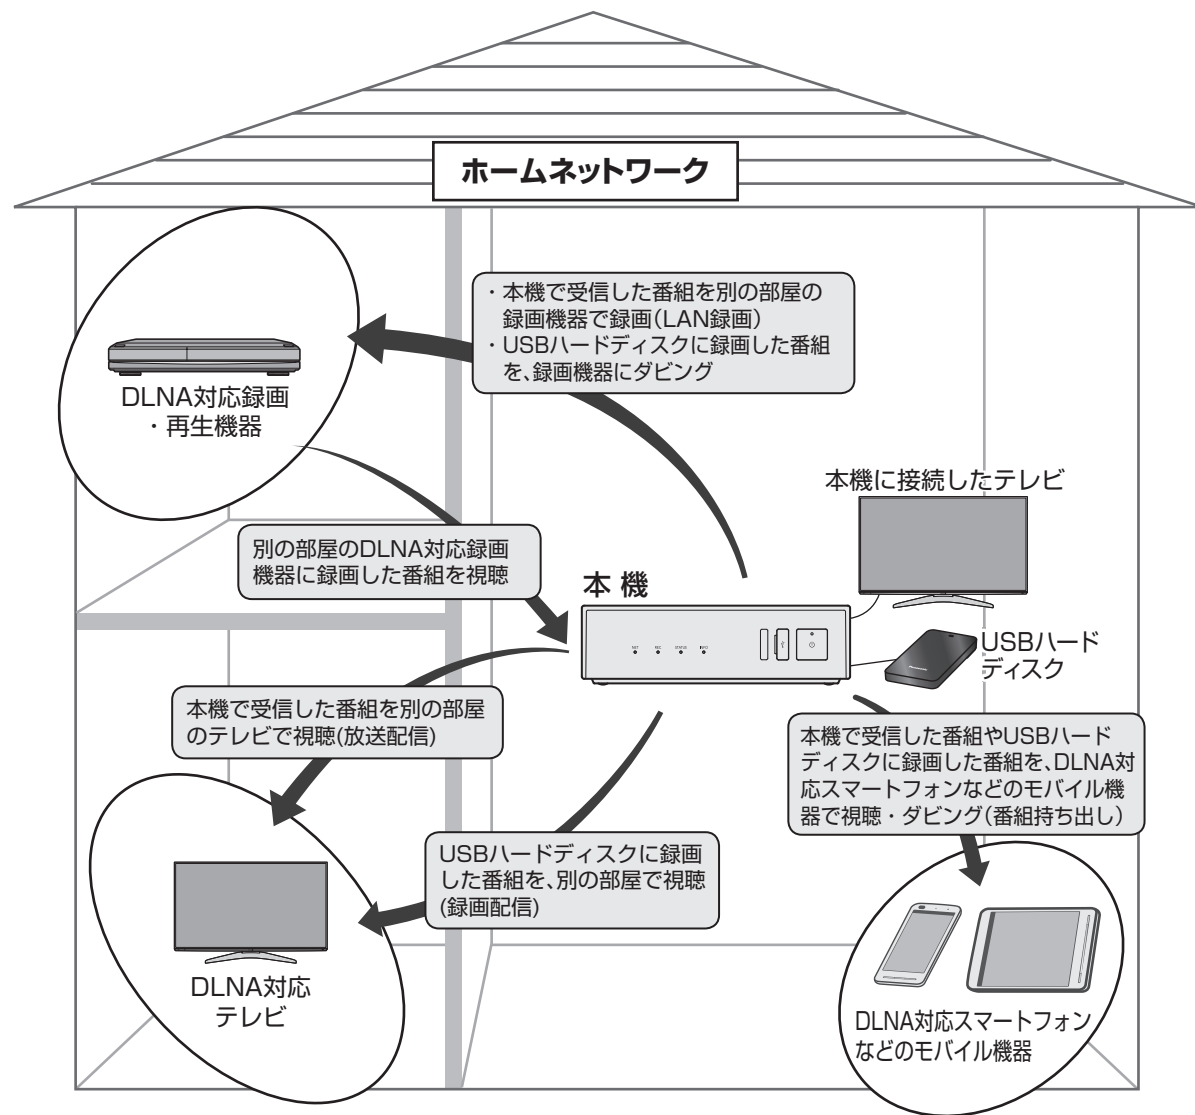 ホームネットワーク
・本機で受信した番組を別の部屋の
録画機器で録画(LAN録画)
・USBハードディスクに録画した番組
を、録画機器にダビング
DLNA対応録画
・再生機器
本機に接続したテレビ
別の部屋のDLNA対応録画
機器に録画した番組を視聴
本 機
USBハード
ディスク
本機で受信した番組を別の部屋
のテレビで視聴(放送配信)
本機で受信した番組やUSBハード
ディスクに録画した番組を、DLNA対
応スマートフォンなどのモバイル機
器で視聴・ダビング(番組持ち出し)
USBハードディスクに録画
した番組を、別の部屋で視聴
(録画配信)
DLNA対応
テレビ
DLNA対応スマートフォン
などのモバイル機器